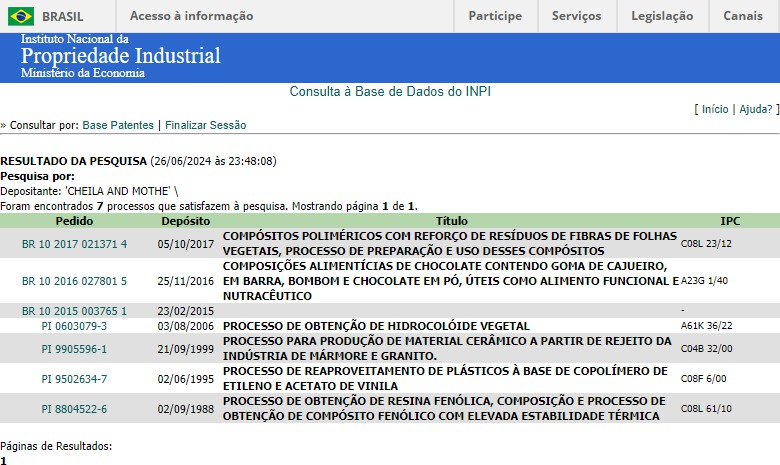 BRASIL Acesso à informação Participe Serviços Legislação Canais
Instituto Nacional da
Propriedade Industrial
Ministério da Economia
Consulta à Base de Dados do INPI
[ Início | Ajuda? ]
» Consultar por: Base Patentes | Finalizar Sessão
RESULTADO DA PESQUISA (26/06/2024 às 23:48:08)
Pesquisa por:
Depositante: 'CHEILA AND MOTHE' \
Foram encontrados 7 processos que satisfazem à pesquisa. Mostrando página 1 de 1.
Pedido Depósito Título IPC
BR 10 2017 021371 4 05/10/2017 COMPÓSITOS POLIMÉRICOS COM REFORÇO DE RESÍDUOS DE FIBRAS DE FOLHAS
VEGETAIS, PROCESSO DE PREPARAÇÃO E USO DESSES COMPÓSITOS C08L 23/12
BR 10 2016 027801 5 25/11/2016 COMPOSIÇÕES ALIMENTÍCIAS DE CHOCOLATE CONTENDO GOMA DE CAJUEIRO,
EM BARRA, BOMBOM E CHOCOLATE EM PÓ, ÚTEIS COMO ALIMENTO FUNCIONAL E A23G 1/40
NUTRACÊUTICO
BR 10 2015 003765 1 23/02/2015 -
PI 0603079-3 03/08/2006 PROCESSO DE OBTENÇÃO DE HIDROCOLÓIDE VEGETAL A61K 36/22
PI 9905596-1 21/09/1999 PROCESSO PARA PRODUÇÃO DE MATERIAL CERÂMICO A PARTIR DE REJEITO DA
INDÚSTRIA DE MÁRMORE E GRANITO. C04B 32/00
PI 9502634-7 02/06/1995 PROCESSO DE REAPROVEITAMENTO DE PLÁSTICOS À BASE DE COPOLÍMERO DE
ETILENO E ACETATO DE VINILA C08F 6/00
PI 8804522-6 02/09/1988 PROCESSO DE OBTENÇÃO DE RESINA FENÓLICA, COMPOSIÇÃO E PROCESSO DE
OBTENÇÃO DE COMPÓSITO FENÓLICO COM ELEVADA ESTABILIDADE TÉRMICA C08L 61/10
Páginas de Resultados:
1